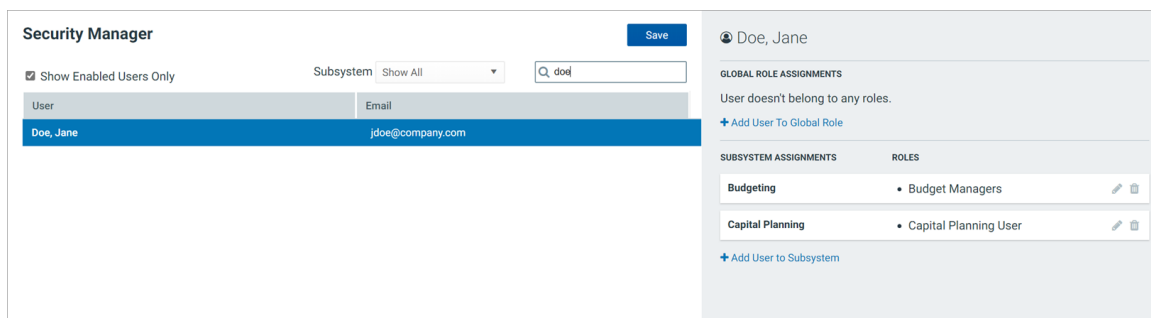 Security Manager
Save
Show Enabled Users Only
Subsystem Show All
doe
User Email
Doe, Jane jdoe@company.com
Doe, Jane
GLOBAL ROLE ASSIGNMENTS
User doesn't belong to any roles.
+ Add User To Global Role
SUBSYSTEM ASSIGNMENTS ROLES
Budgeting • Budget Managers
Capital Planning • Capital Planning User
+ Add User to Subsystem